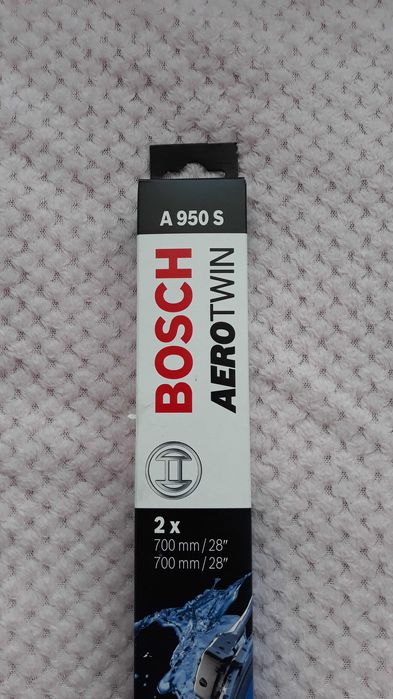 A 950 S
BOSCH
AEROTWIN
2 x
700 mm / 28"
700 mm / 28"